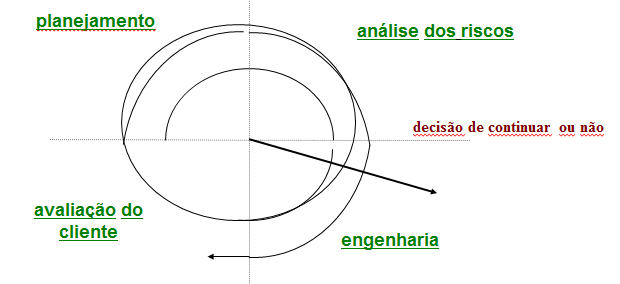 planejamento
análise dos riscos
decisão de continuar ou não
avaliação do
cliente
engenharia